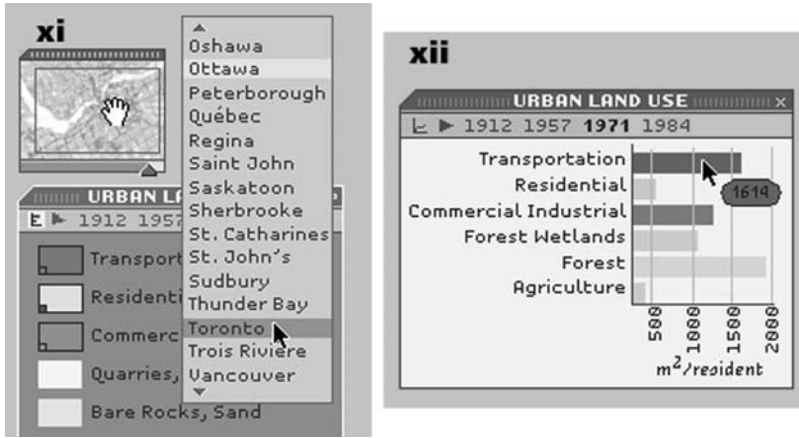 xi
Oshawa
Ottawa
Peterborough
Québec
Regina
Saint John
Saskatoon
Sherbrooke
St. Catharines
St. John's
Sudbury
Thunder Bay
Toronto
Trois Riviere
Vancouver
URBAN LA
E 1912 1957
Transport
Residenti
Commerc
Quarries,
Bare Rocks, Sand
xii
URBAN LAND USE x
1912 1957 1971 1984
Transportation
Residential
1614
Commercial Industrial
Forest Wetlands
Forest
Agriculture
500 1000 1500 2000
m²/resident